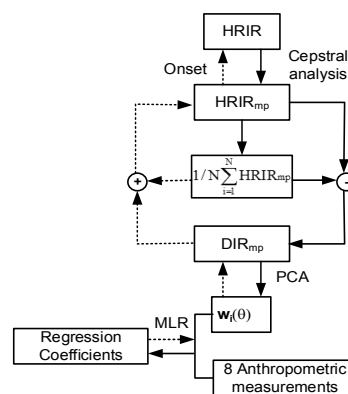 HRIR
Onset
Cepstral
analysis
HRIRmp
1/N∑HRIRmp
N
i=1
+
-
DIRmp
PCA
wi(θ)
MLR
Regression
Coefficients
8 Anthropometric
measurements